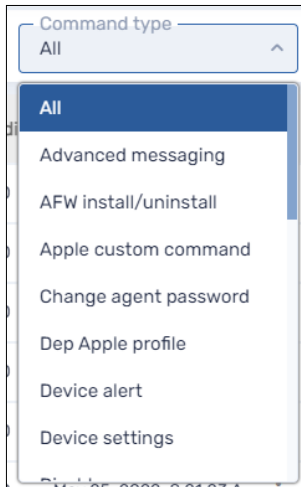 Command type
All
All
Advanced messaging
AFW install/uninstall
Apple custom command
Change agent password
Dep Apple profile
Device alert
Device settings